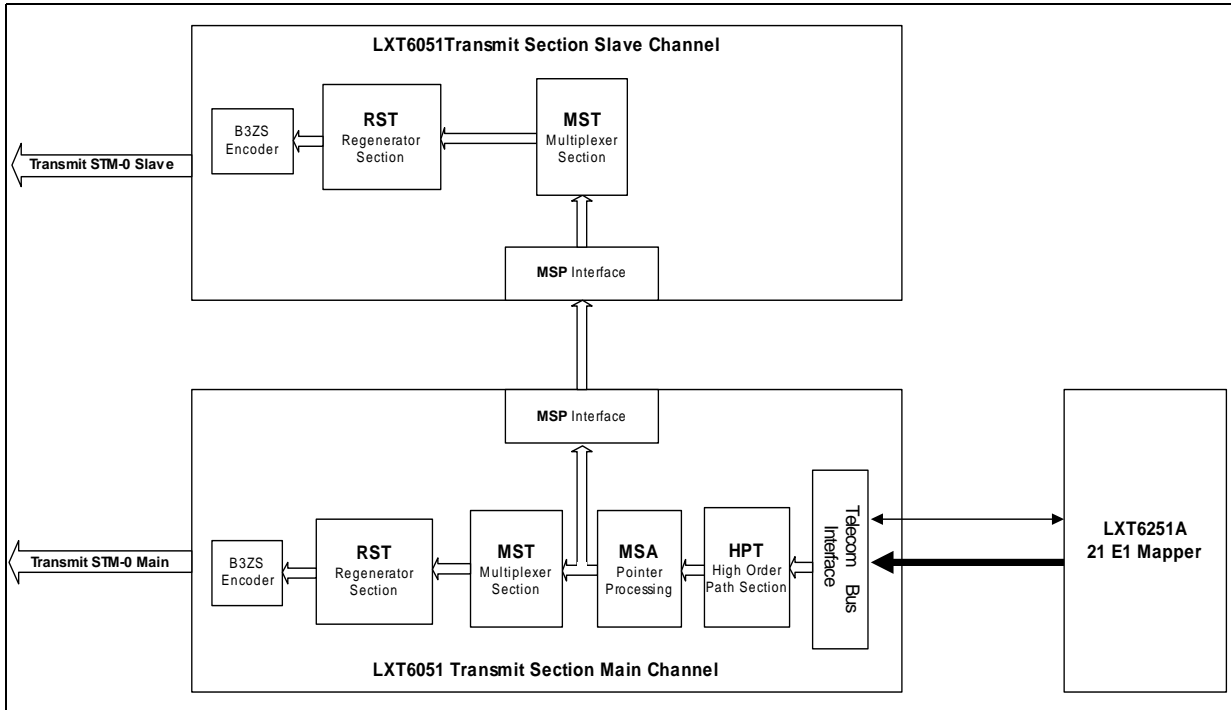 LXT6051Transmit Section Slave Channel
B3ZS
Encoder
RST
Regenerator
Section
MST
Multiplexer
Section
Transmit STM-0 Slave
MSP Interface
MSP Interface
Telecom Bus
Interface
LXT6251A
21 E1 Mapper
Transmit STM-0 Main
B3ZS
Encoder
RST
Regenerator
Section
MST
Multiplexer
Section
MSA
Pointer
Processing
HPT
High Order
Path Section
LXT6051 Transmit Section Main Channel